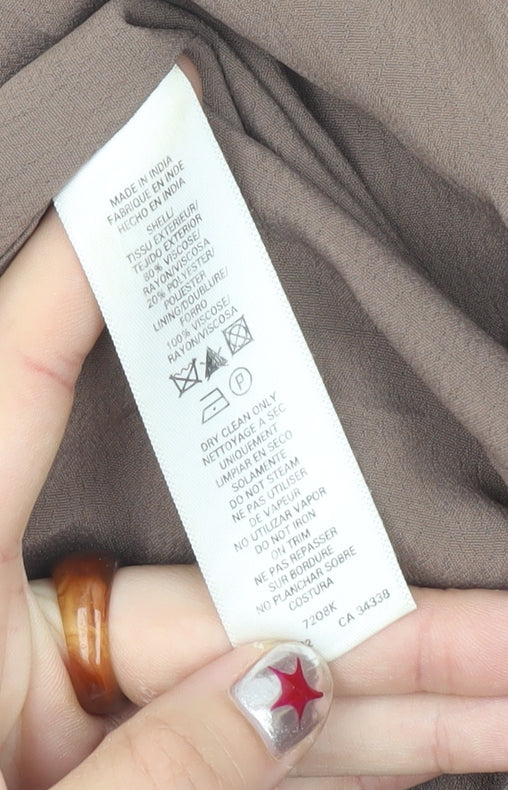 MADE IN INDIA
FABRIQUE EN INDE
HECHO EN INDIA
SHELL/
TISSU EXTERIEUR/
TEJIDO EXTERIOR
80% VISCOSE/
RAYON/VISCOSA
20% POLYESTER/
POLIESTER
LINING/DOUBLURE/
FORRO
100% VISCOSE/
RAYON/VISCOSA
P
DRY CLEAN ONLY
NETTOYAGE A SEC
UNIQUEMENT
LIMPIAR EN SECO
SOLAMENTE
DO NOT STEAM
NE PAS UTILISER
DE VAPEUR
NO UTILIZAR VAPOR
DO NOT IRON
ON TRIM
NE PAS REPASSER
SUR BORDURE
NO PLANCHAR SOBRE
COSTURA
7208K CA 34338